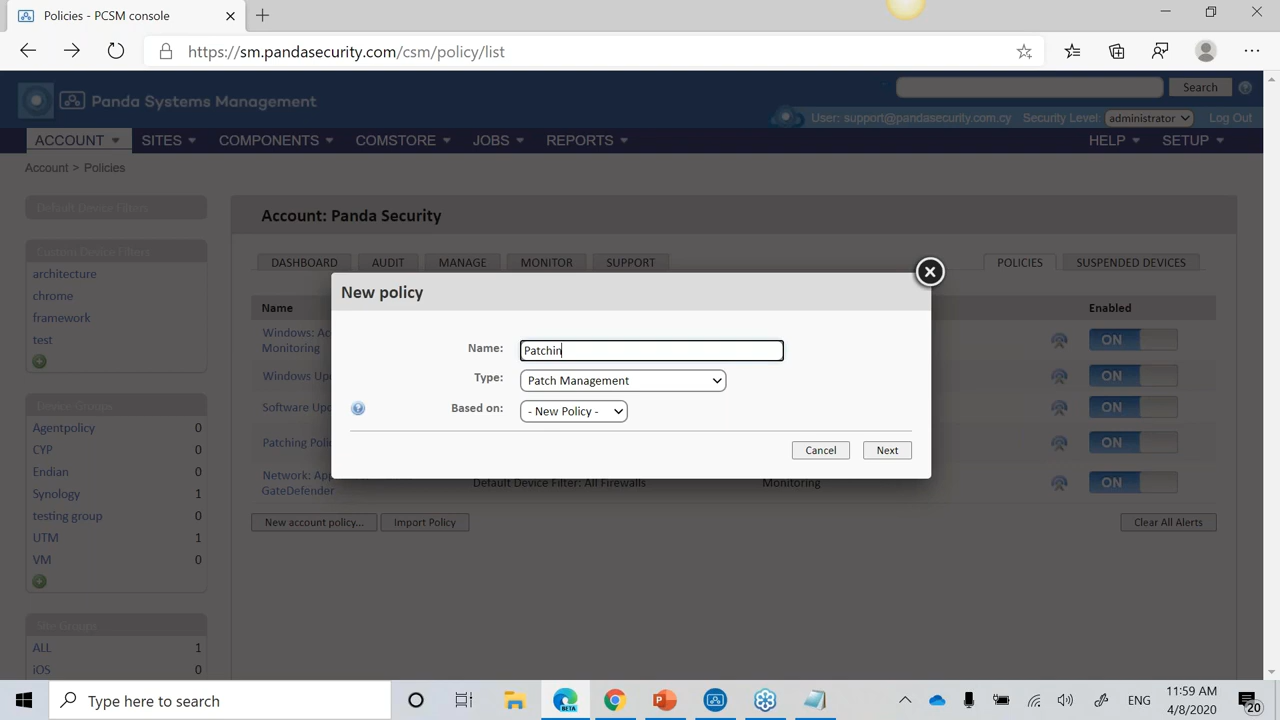 Policies - PCSM console
https://sm.pandasecurity.com/csm/policy/list
Panda Systems Management
Search
User: support@pandasecurity.com.cy Security Level: administrator Log Out
ACCOUNT SITES COMPONENTS COMSTORE JOBS REPORTS HELP SETUP
Account > Policies
Default Device Filters
Account: Panda Security
Custom Device Filters
DASHBOARD AUDIT MANAGE MONITOR SUPPORT POLICIES SUSPENDED DEVICES
architecture
chrome
framework
test
New policy
Name Enabled
Windows:
Monitoring ON
Windows ON
Software ON
Patching ON
Network:
GateDefender Default Device Filter: All Firewalls Monitoring ON
Name: Patchin
Type: Patch Management
Based on: - New Policy -
Cancel Next
Device Groups
Agentpolicy 0
CYP 0
Endian 0
Synology 1
testing group 0
UTM 1
VM 0
New account policy... Import Policy Clear All Alerts
Site Groups
ALL 1
iOS 0
Type here to search
BETA
ENG
11:59 AM
4/8/2020
20